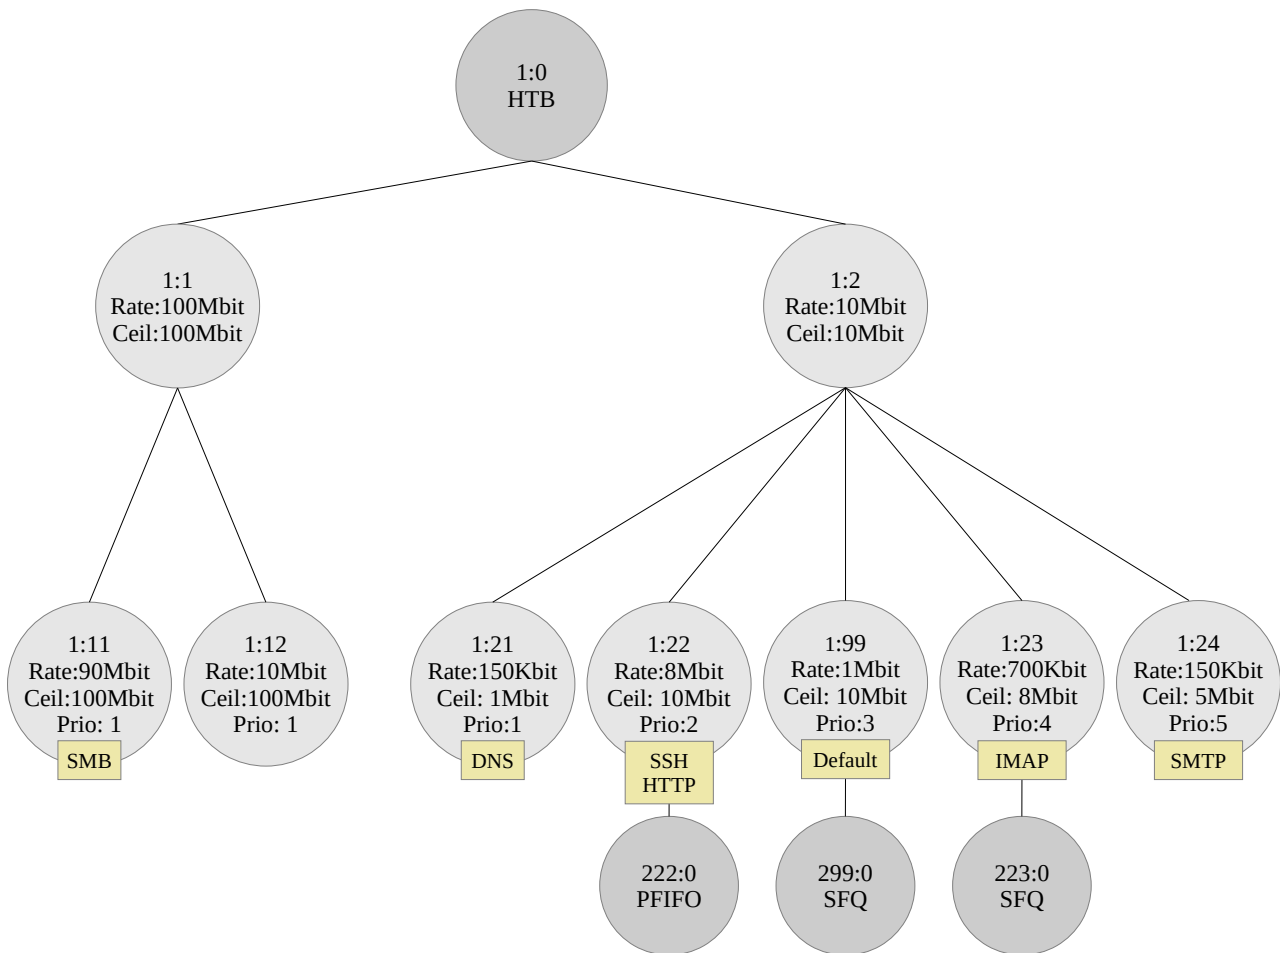 1:0
HTB
1:1
Rate:100Mbit
Ceil:100Mbit
1:2
Rate:10Mbit
Ceil:10Mbit
1:11
Rate:90Mbit
Ceil:100Mbit
Prio: 1
SMB
1:12
Rate:10Mbit
Ceil:100Mbit
Prio: 1
1:21
Rate:150Kbit
Ceil: 1Mbit
Prio:1
DNS
1:22
Rate:8Mbit
Ceil: 10Mbit
Prio:2
SSH
HTTP
1:99
Rate:1Mbit
Ceil: 10Mbit
Prio:3
Default
1:23
Rate:700Kbit
Ceil: 8Mbit
Prio:4
IMAP
1:24
Rate:150Kbit
Ceil: 5Mbit
Prio:5
SMTP
222:0
PFIFO
299:0
SFQ
223:0
SFQ